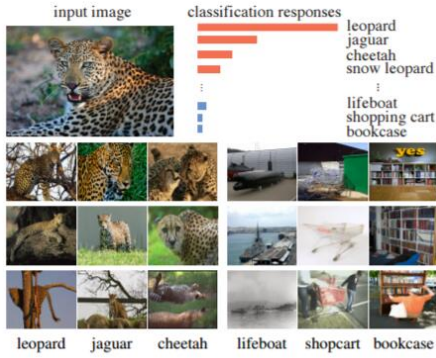 input image
classification responses
leopard
jaguar
cheetah
snow leopard
⋮ ⋮
lifeboat
shopping cart
bookcase
yes
leopard jaguar cheetah lifeboat shopcart bookcase